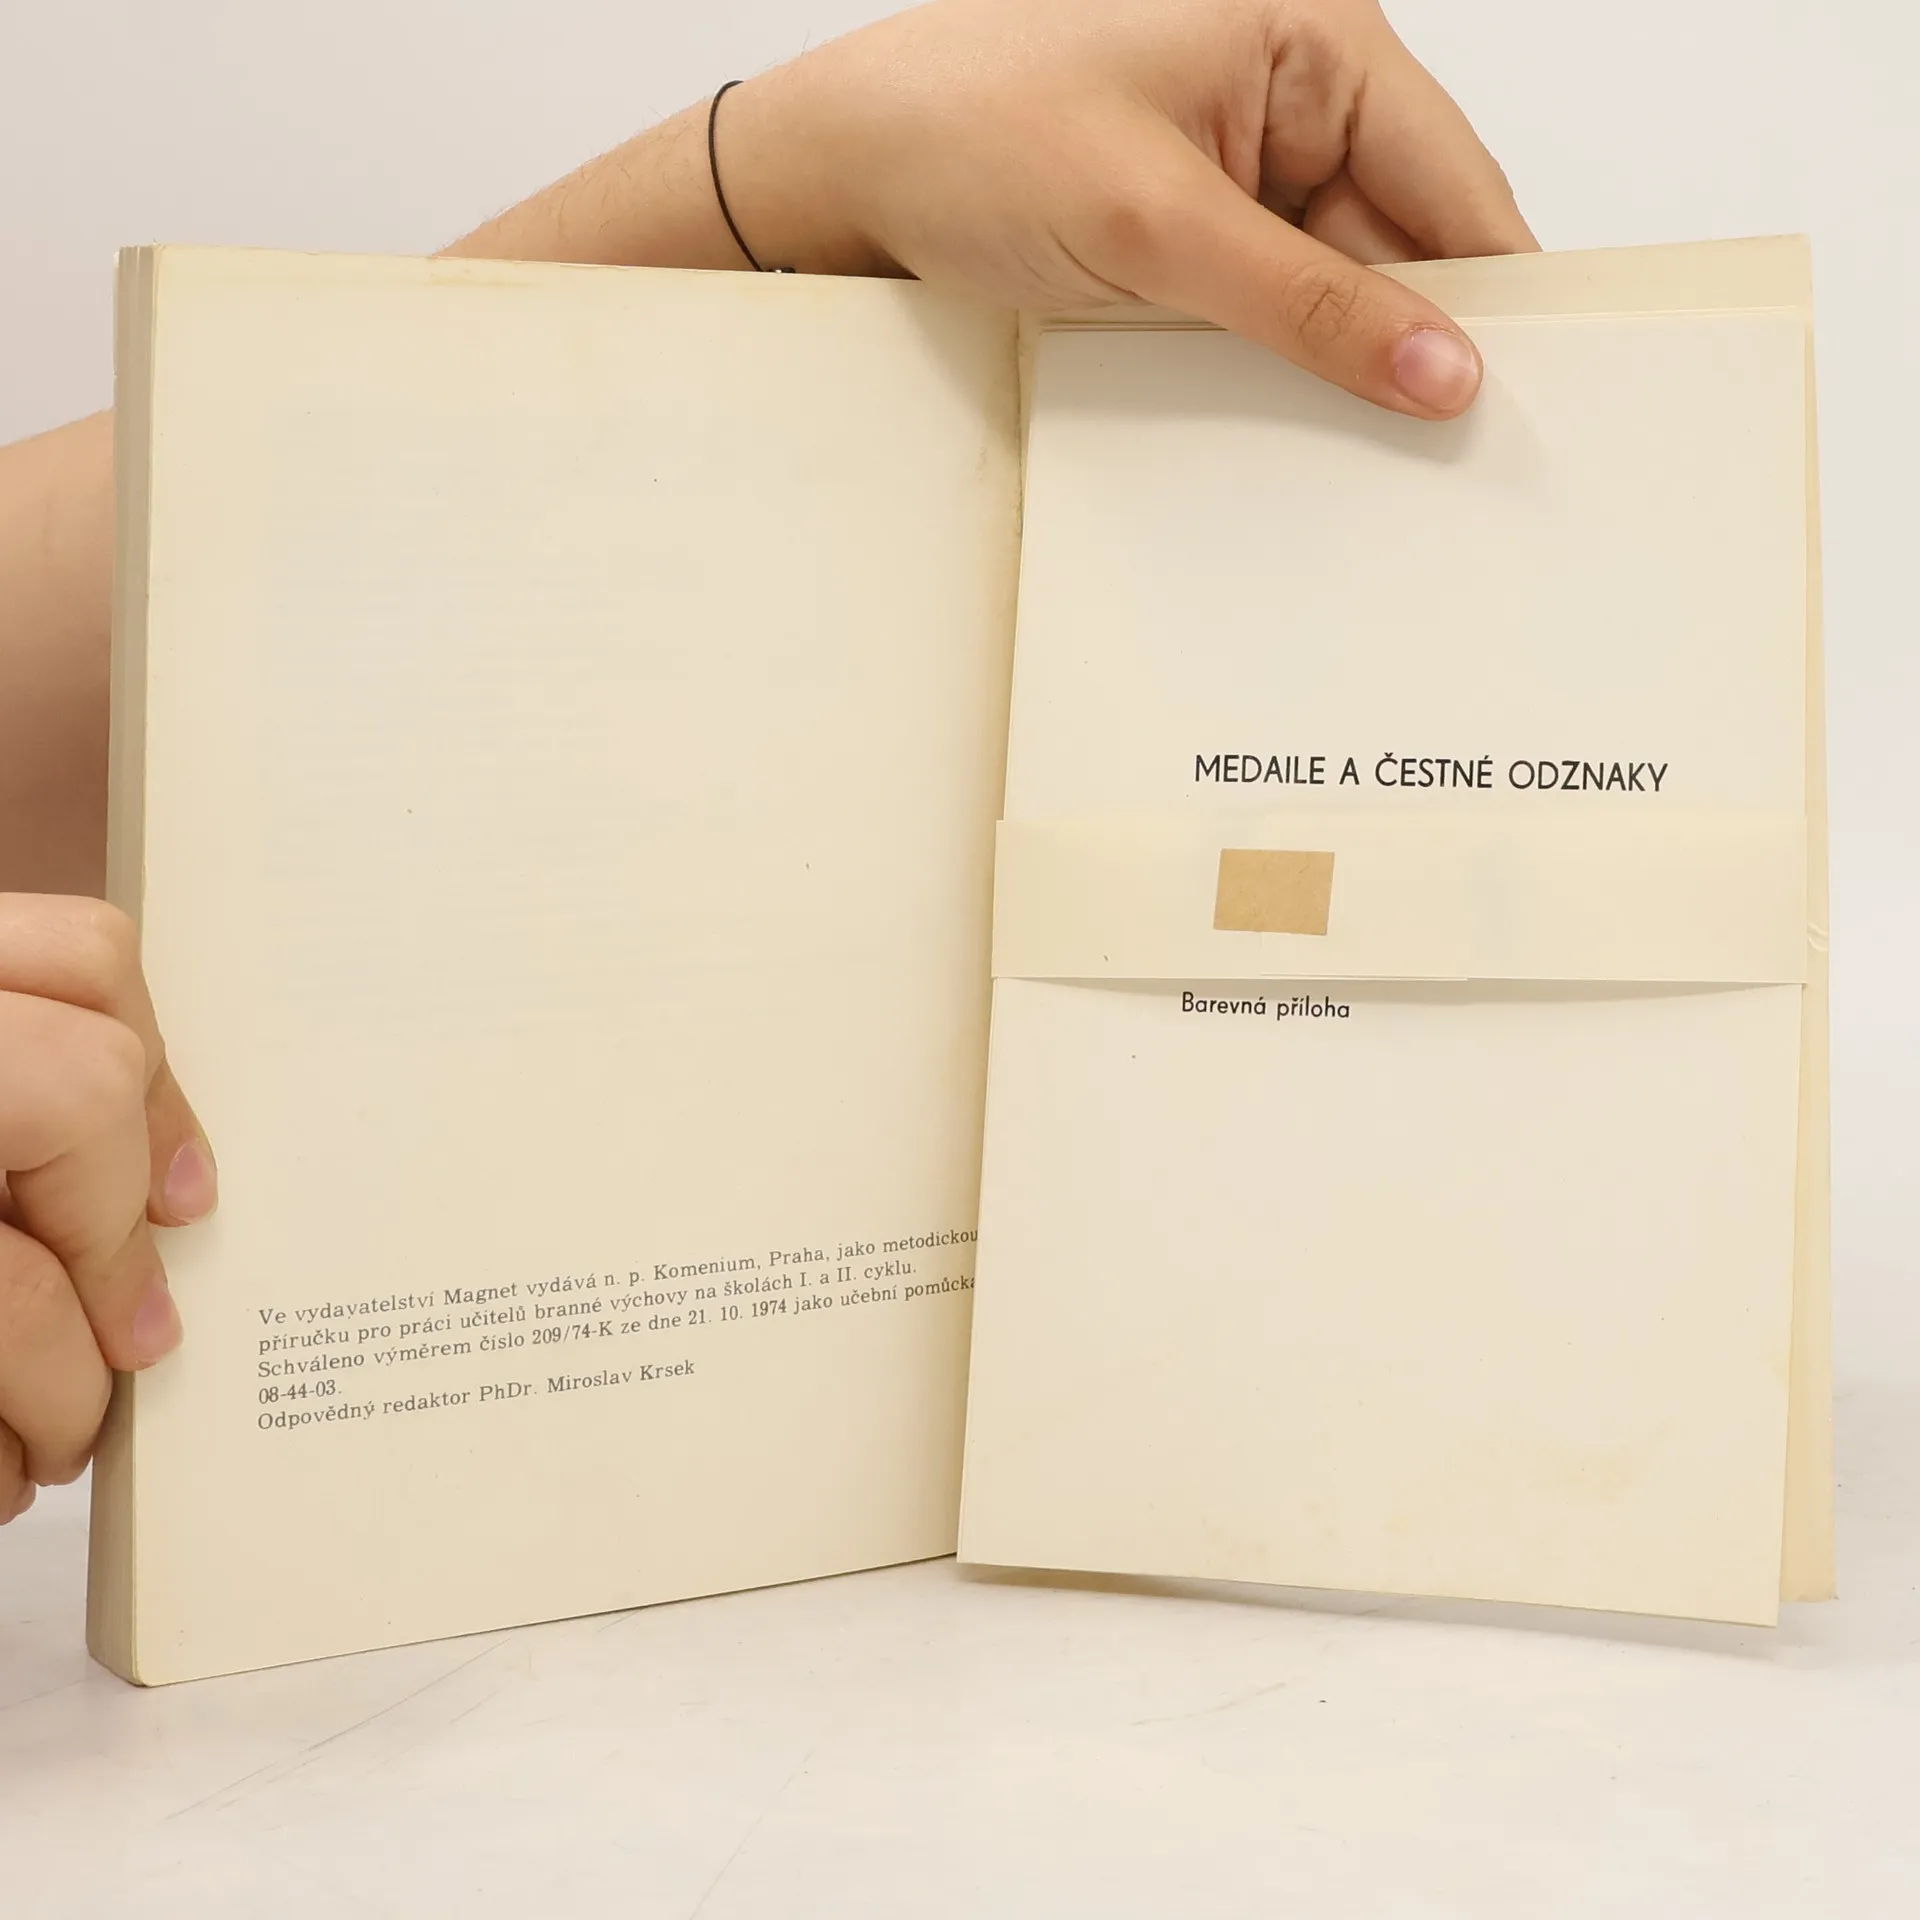 Ve vydavatelství Magnet vydává n. p. Komenium, Praha, jako metodickou
příručku pro práci učitelů branné výchovy na školách I. a II. cyklu.
Schváleno výměrem číslo 209/74-K ze dne 21. 10. 1974 jako učební pomůcka
08-44-03.
Odpovědný redaktor PhDr. Miroslav Krsek
MEDAILE A ČESTNÉ ODZNAKY
Barevná příloha